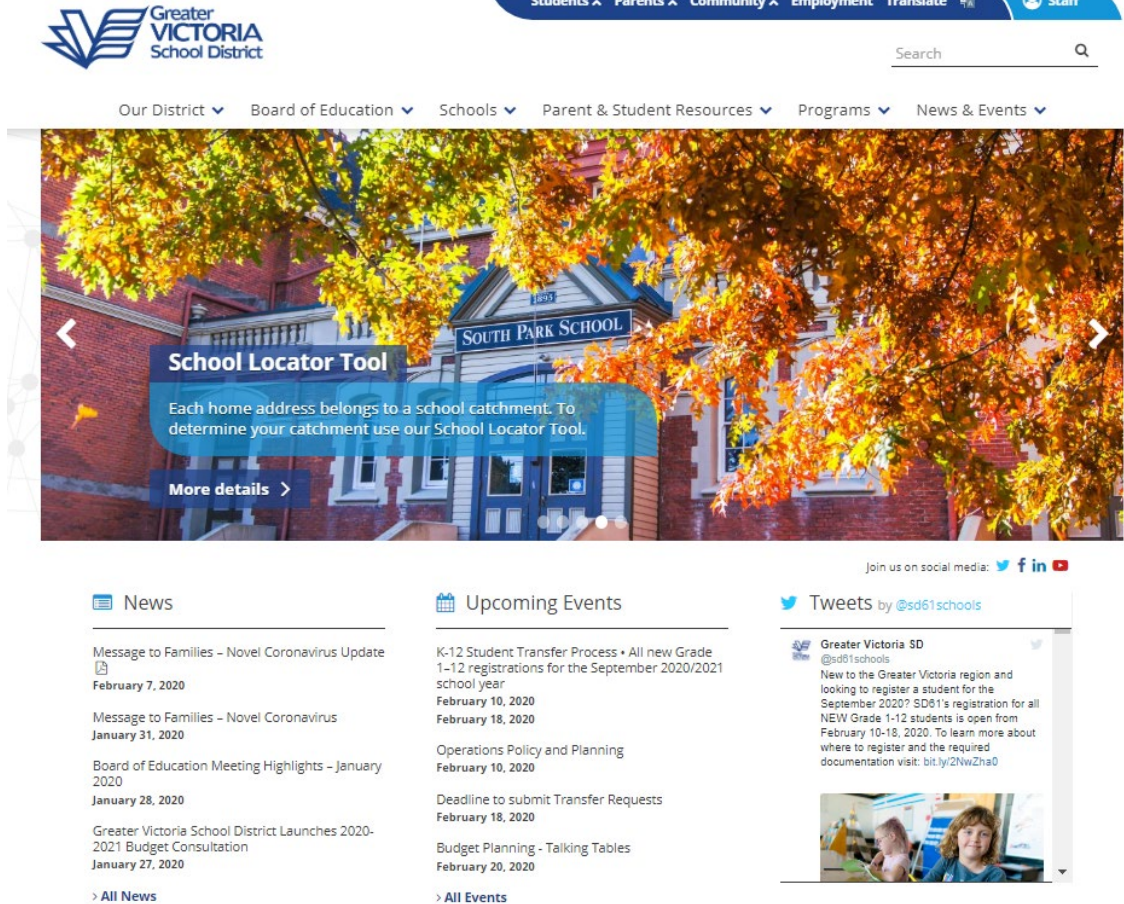 Greater
VICTORIA
School District
Students Parents Community Employment Translate Staff
Search
Our District Board of Education Schools Parent & Student Resources Programs News & Events
1893
SOUTH PARK SCHOOL
School Locator Tool
Each home address belongs to a school catchment. To
determine your catchment use our School Locator Tool.
More details >
Join us on social media:
News
Message to Families – Novel Coronavirus Update
February 7, 2020
Message to Families – Novel Coronavirus
January 31, 2020
Board of Education Meeting Highlights – January
2020
January 28, 2020
Greater Victoria School District Launches 2020-
2021 Budget Consultation
January 27, 2020
> All News
Upcoming Events
K-12 Student Transfer Process • All new Grade
1–12 registrations for the September 2020/2021
school year
February 10, 2020
February 18, 2020
Operations Policy and Planning
February 10, 2020
Deadline to submit Transfer Requests
February 18, 2020
Budget Planning - Talking Tables
February 20, 2020
> All Events
Tweets by @sd61schools
Greater Victoria SD
@sd61schools
New to the Greater Victoria region and
looking to register a student for the
September 2020? SD61's registration for all
NEW Grade 1-12 students is open from
February 10-18, 2020. To learn more about
where to register and the required
documentation visit: bit.ly/2NwZha0